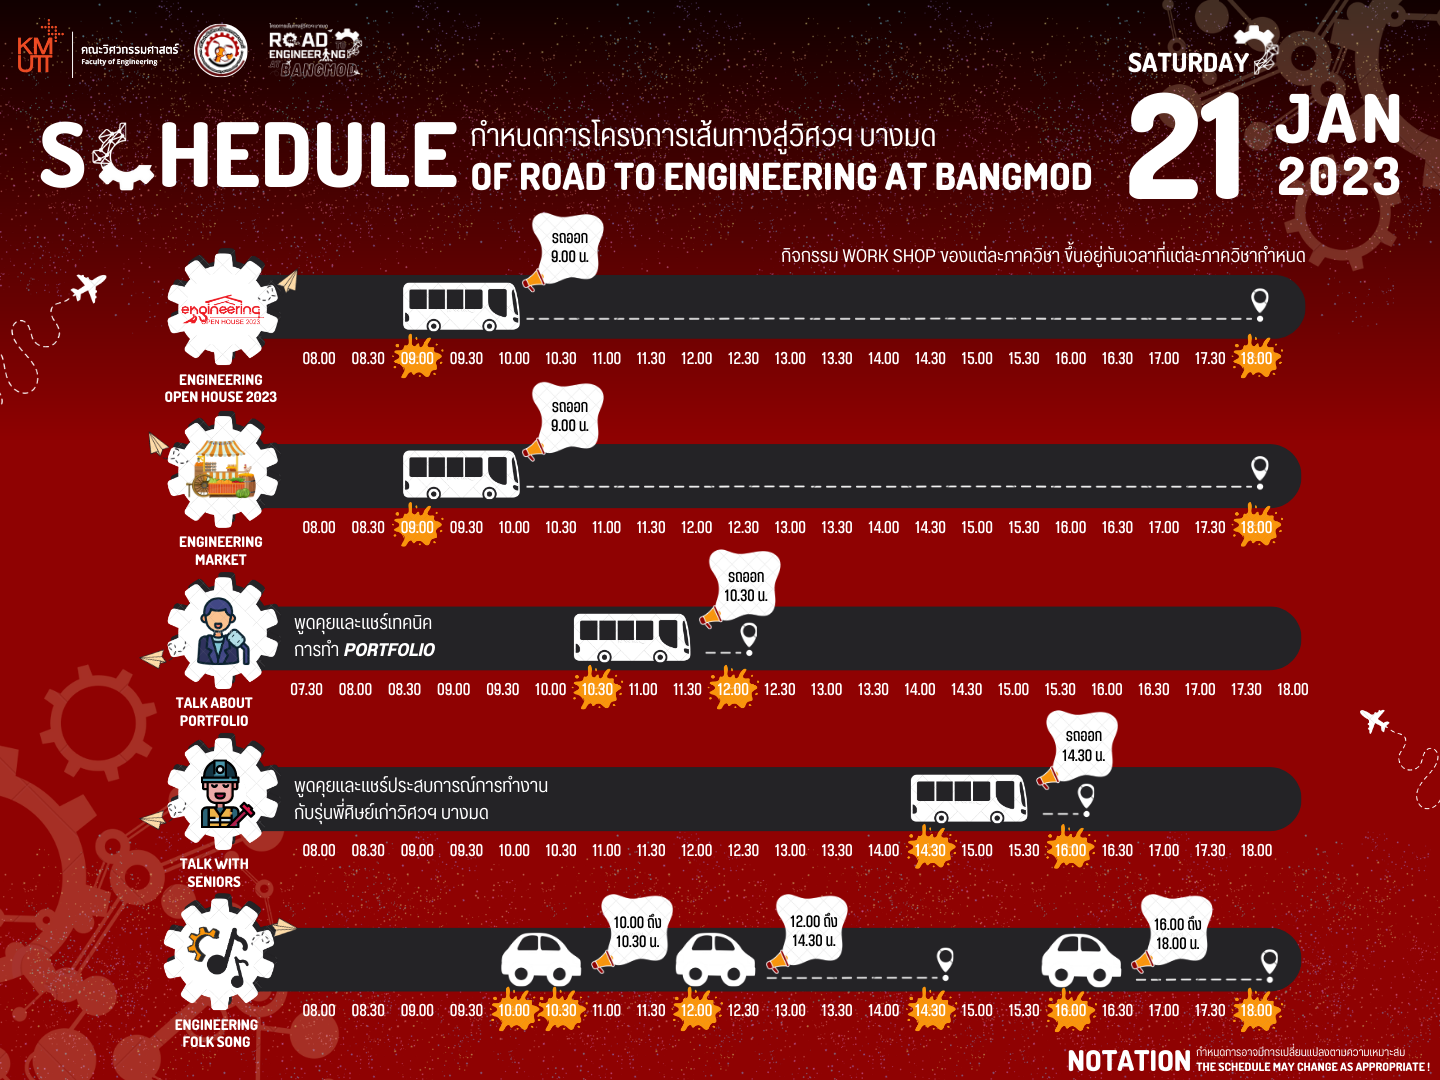 KM
UTT
คณะวิศวกรรมศาสตร์
Faculty of Engineering
ROAD
ENGINEERING
BANGMOD
SATURDAY
21 JAN
2023
SCHEDULE
กำหนดการโครงการเส้นทางสู่วิศวฯ บางมด
OF ROAD TO ENGINEERING AT BANGMOD
กิจกรรม WORK SHOP ของแต่ละภาควิชา ขึ้นอยู่กับเวลาที่แต่ละภาควิชากำหนด
รถออก
9.00 น.
engineering
OPEN HOUSE 2023
08.00 08.30 09.00 09.30 10.00 10.30 11.00 11.30 12.00 12.30 13.00 13.30 14.00 14.30 15.00 15.30 16.00 16.30 17.00 17.30 18.00
ENGINEERING
OPEN HOUSE 2023
รถออก
9.00 น.
08.00 08.30 09.00 09.30 10.00 10.30 11.00 11.30 12.00 12.30 13.00 13.30 14.00 14.30 15.00 15.30 16.00 16.30 17.00 17.30 18.00
ENGINEERING
MARKET
รถออก
10.30 น.
พูดคุยและแชร์เทคนิค
การทำ PORTFOLIO
07.30 08.00 08.30 09.00 09.30 10.00 10.30 11.00 11.30 12.00 12.30 13.00 13.30 14.00 14.30 15.00 15.30 16.00 16.30 17.00 17.30 18.00
TALK ABOUT
PORTFOLIO
รถออก
14.30 น.
พูดคุยและแชร์ประสบการณ์การทำงาน
กับรุ่นพี่ศิษย์เก่าวิศวฯ บางมด
08.00 08.30 09.00 09.30 10.00 10.30 11.00 11.30 12.00 12.30 13.00 13.30 14.00 14.30 15.00 15.30 16.00 16.30 17.00 17.30 18.00
TALK WITH
SENIORS
10.00 ถึง
10.30 น.
12.00 ถึง
14.30 น.
16.00 ถึง
18.00 น.
08.00 08.30 09.00 09.30 10.00 10.30 11.00 11.30 12.00 12.30 13.00 13.30 14.00 14.30 15.00 15.30 16.00 16.30 17.00 17.30 18.00
ENGINEERING
FOLK SONG
NOTATION
กำหนดการอาจมีการเปลี่ยนแปลงตามความเหมาะสม
THE SCHEDULE MAY CHANGE AS APPROPRIATE !